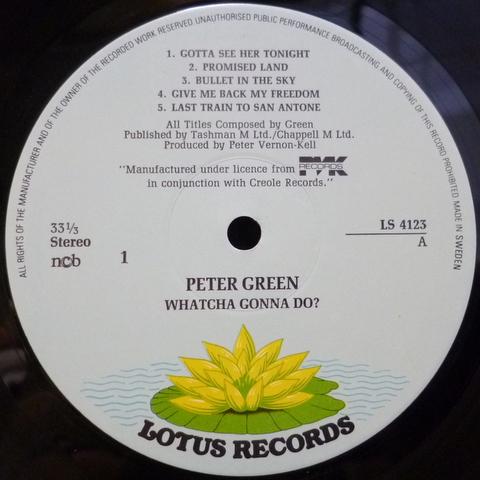 ALL RIGHTS OF THE MANUFACTURER AND OF THE OWNER OF THE RECORDED WORK RESERVED. UNAUTHORISED PUBLIC PERFORMANCE BROADCASTING AND COPYING OF THIS RECORD PROHIBITED. MADE IN SWEDEN
1. GOTTA SEE HER TONIGHT
2. PROMISED LAND
3. BULLET IN THE SKY
4. GIVE ME BACK MY FREEDOM
5. LAST TRAIN TO SAN ANTONE
All Titles Composed by Green
Published by Tashman M Ltd./Chappell M Ltd.
Produced by Peter Vernon-Kell
"Manufactured under licence from PVK RECORDS
in conjunction with Creole Records."
33⅓ LS 4123
Stereo A
ncb 1
PETER GREEN
WHATCHA GONNA DO?
LOTUS RECORDS